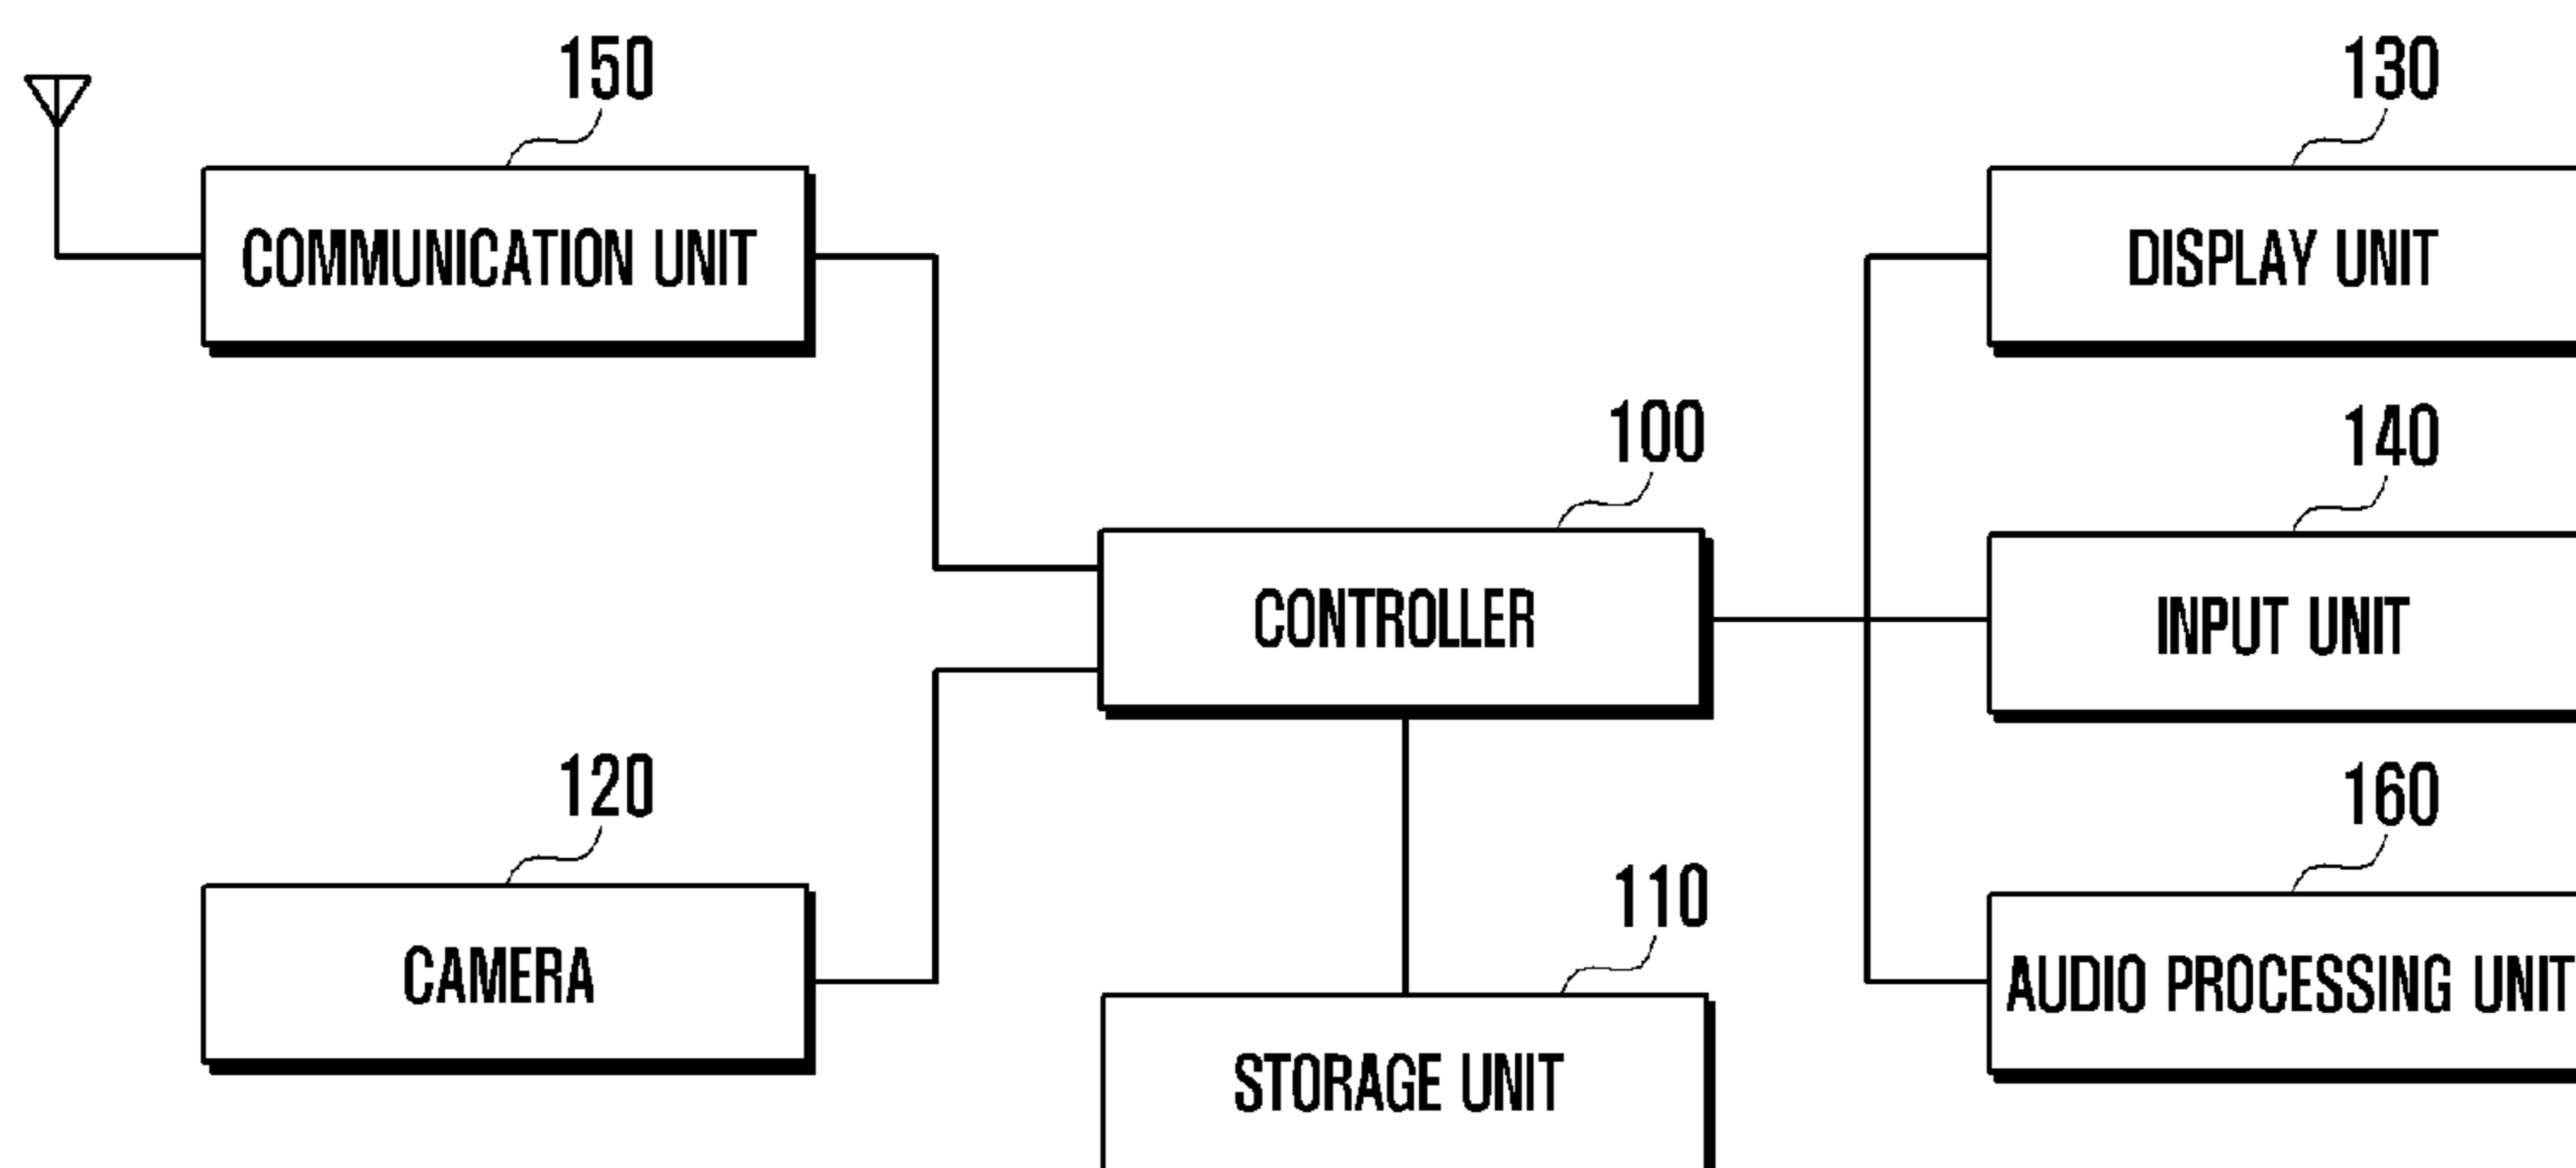 150
COMMUNICATION UNIT
130
DISPLAY UNIT
100
CONTROLLER
140
INPUT UNIT
120
CAMERA
110
STORAGE UNIT
160
AUDIO PROCESSING UNIT